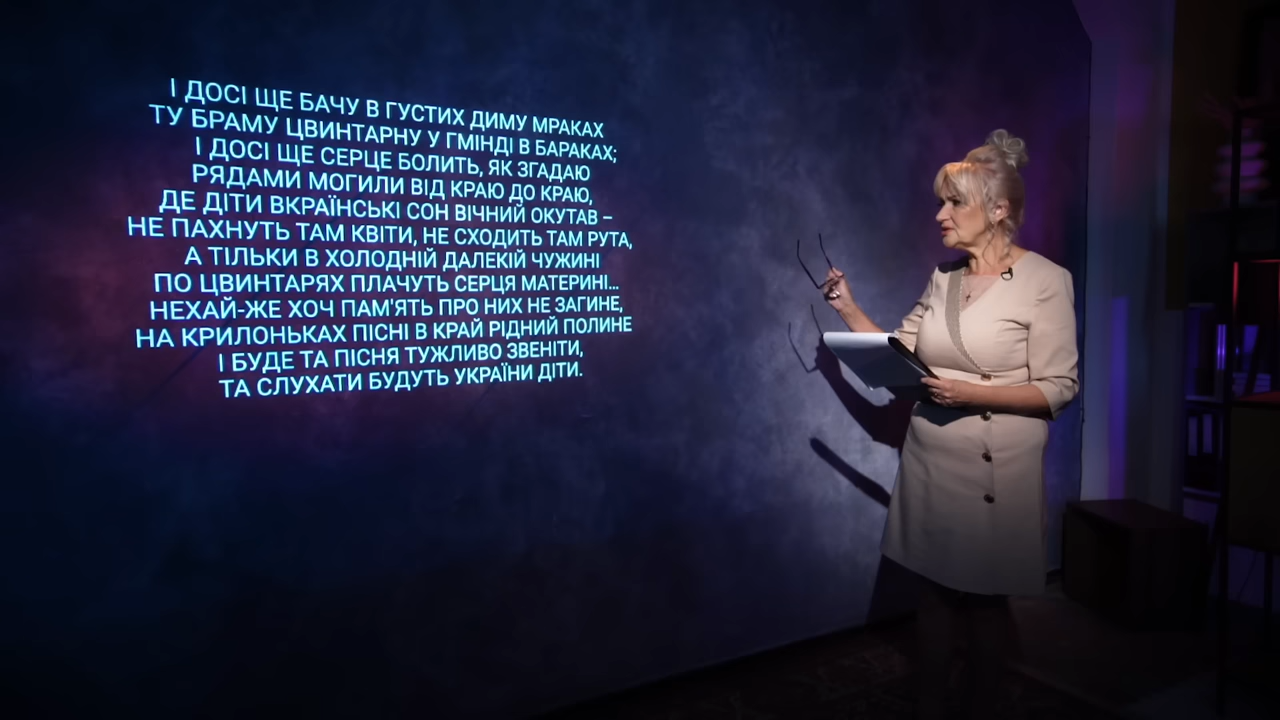 І ДОСІ ЩЕ БАЧУ В ГУСТИХ ДИМУ МРАКАХ
ТУ БРАМУ ЦВИНТАРНУ У ГМІНДІ В БАРАКАХ;
І ДОСІ ЩЕ СЕРЦЕ БОЛИТЬ, ЯК ЗГАДАЮ
РЯДАМИ МОГИЛИ ВІД КРАЮ ДО КРАЮ,
ДЕ ДІТИ ВКРАЇНСЬКІ СОН ВІЧНИЙ ОКУТАВ –
НЕ ПАХНУТЬ ТАМ КВІТИ, НЕ СХОДИТЬ ТАМ РУТА,
А ТІЛЬКИ В ХОЛОДНІЙ ДАЛЕКІЙ ЧУЖИНІ
ПО ЦВИНТАРЯХ ПЛАЧУТЬ СЕРЦЯ МАТЕРИНІ...
НЕХАЙ-ЖЕ ХОЧ ПАМ'ЯТЬ ПРО НИХ НЕ ЗАГИНЕ,
НА КРИЛОНЬКАХ ПІСНІ В КРАЙ РІДНИЙ ПОЛИНЕ
І БУДЕ ТА ПІСНЯ ТУЖЛИВО ЗВЕНІТИ,
ТА СЛУХАТИ БУДУТЬ УКРАЇНИ ДІТИ.